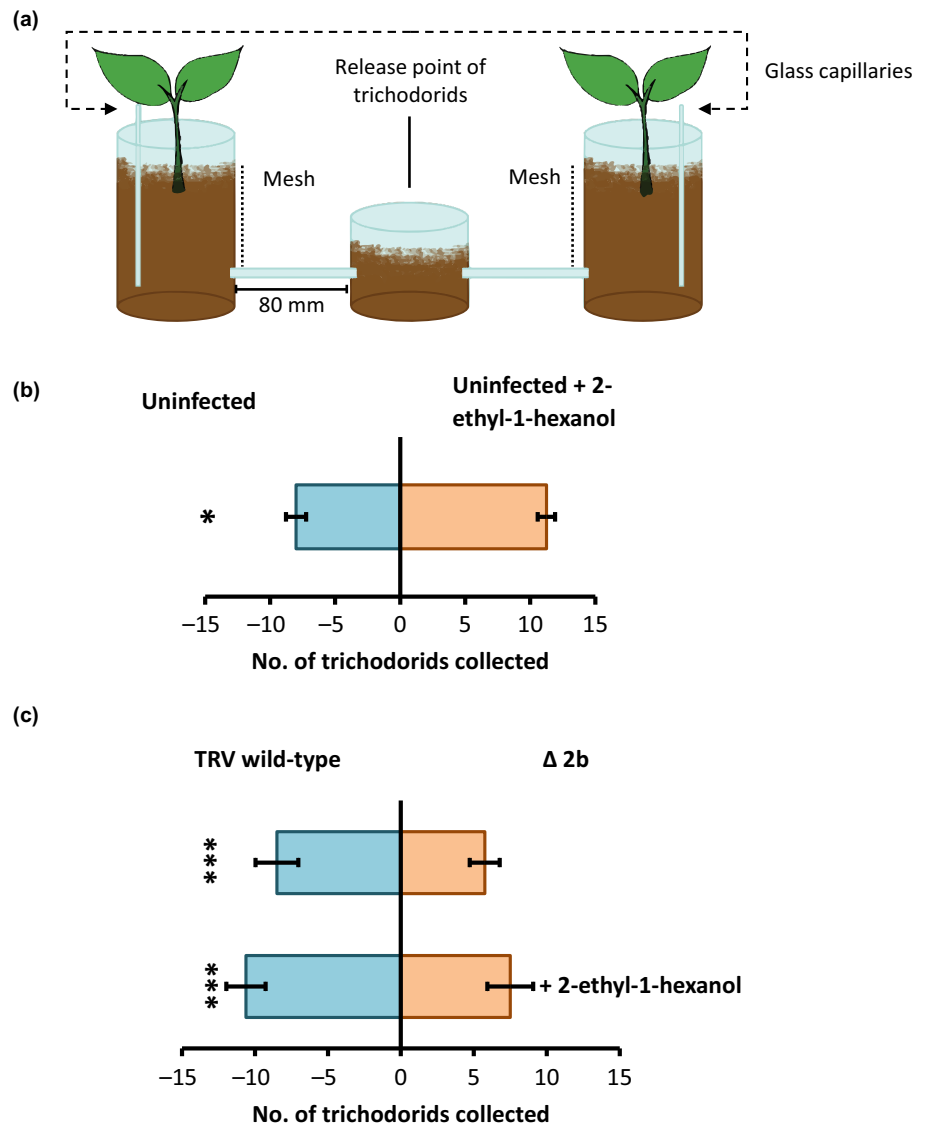 (a)
Release point of
trichodorids
Glass capillaries
Mesh
Mesh
80 mm
(b)
Uninfected
Uninfected + 2-
ethyl-1-hexanol
*
–15 –10 –5 0 5 10 15
No. of trichodorids collected
(c)
TRV wild-type
Δ 2b
***
***
+ 2-ethyl-1-hexanol
–15 –10 –5 0 5 10 15
No. of trichodorids collected